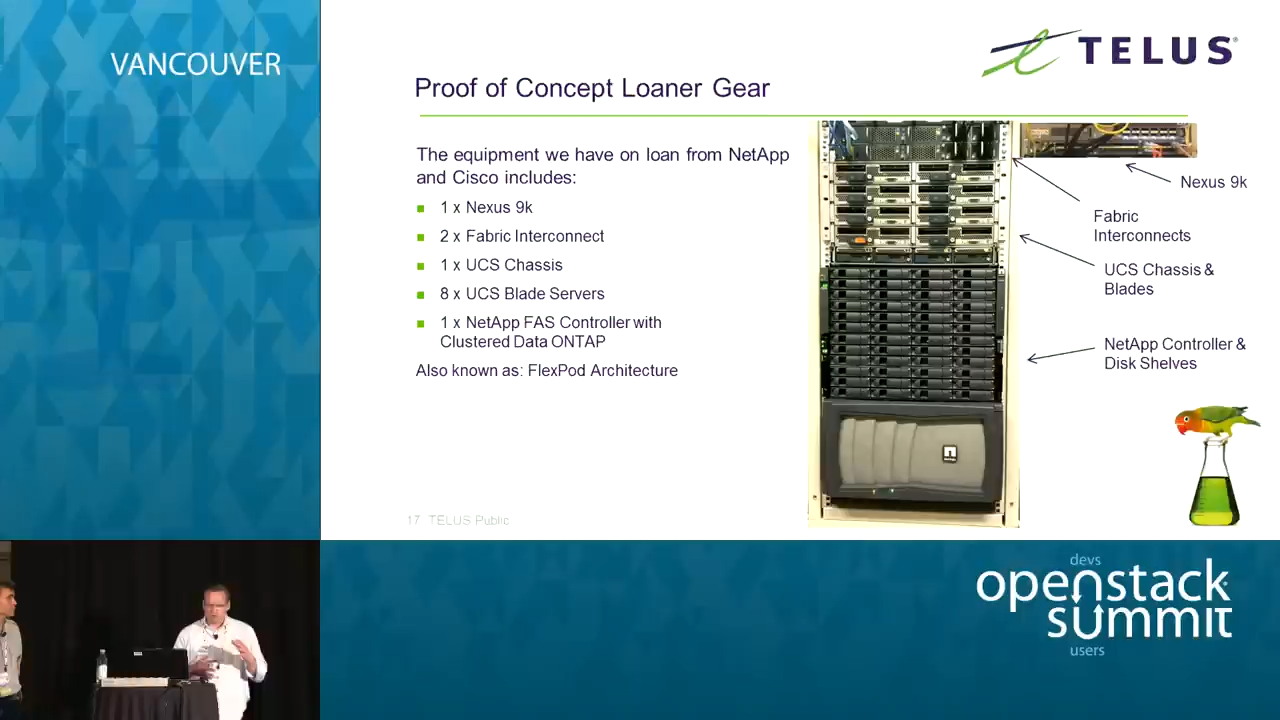 VANCOUVER
TELUS®
Proof of Concept Loaner Gear
The equipment we have on loan from NetApp
and Cisco includes:
1 x Nexus 9k
2 x Fabric Interconnect
1 x UCS Chassis
8 x UCS Blade Servers
1 x NetApp FAS Controller with
Clustered Data ONTAP
Also known as: FlexPod Architecture
Nexus 9k
Fabric
Interconnects
UCS Chassis &
Blades
NetApp Controller &
Disk Shelves
17 TELUS Public
devs
openstack
summit
users